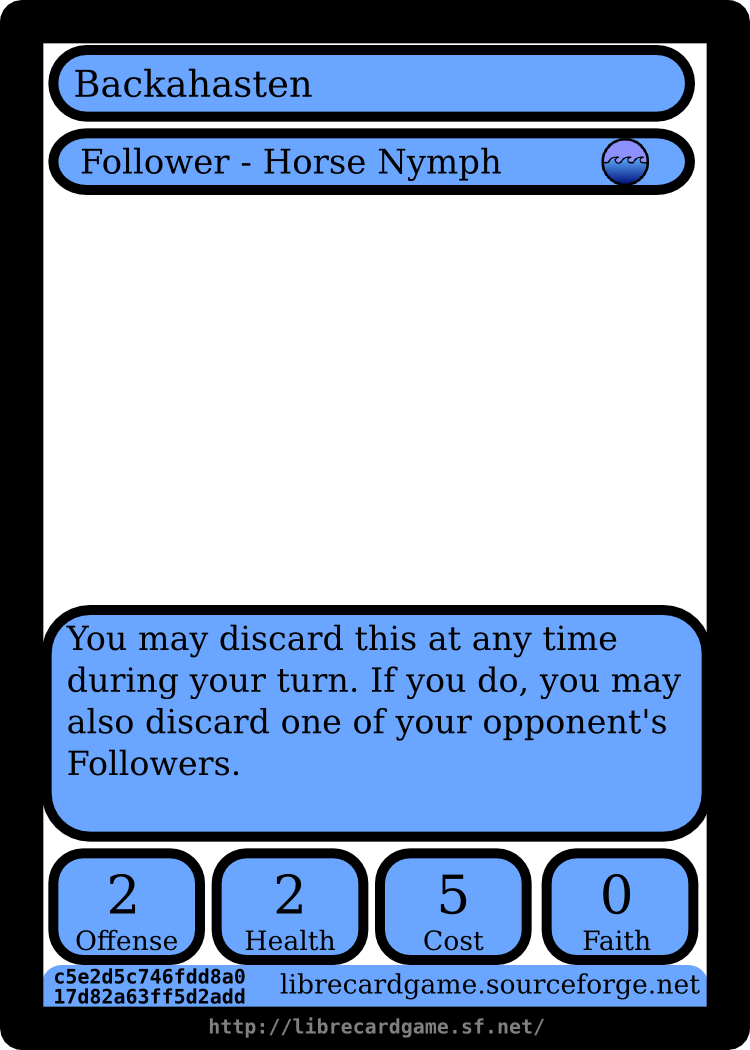 Backahasten
Follower - Horse Nymph
You may discard this at any time
during your turn. If you do, you may
also discard one of your opponent's
Followers.
2 2 5 0
Offense Health Cost Faith
c5e2d5c746fdd8a0
17d82a63ff5d2add
librecardgame.sourceforge.net
http://librecardgame.sf.net/